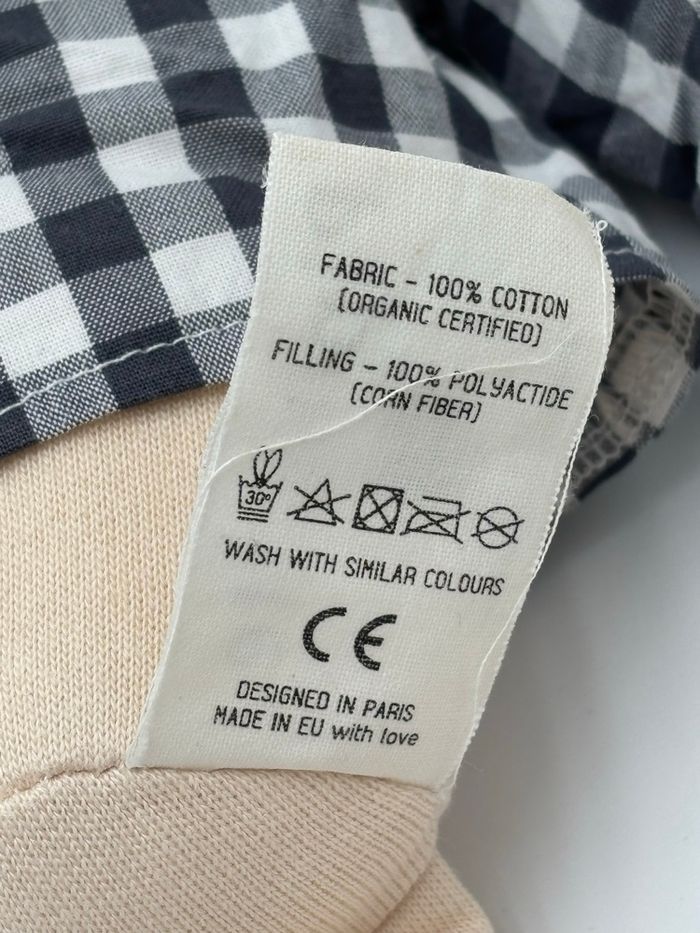 FABRIC - 100% COTTON
[ORGANIC CERTIFIED]
FILLING - 100% POLYACTIDE
[CORN FIBER]
30°
WASH WITH SIMILAR COLOURS
CE
DESIGNED IN PARIS
MADE IN EU with love